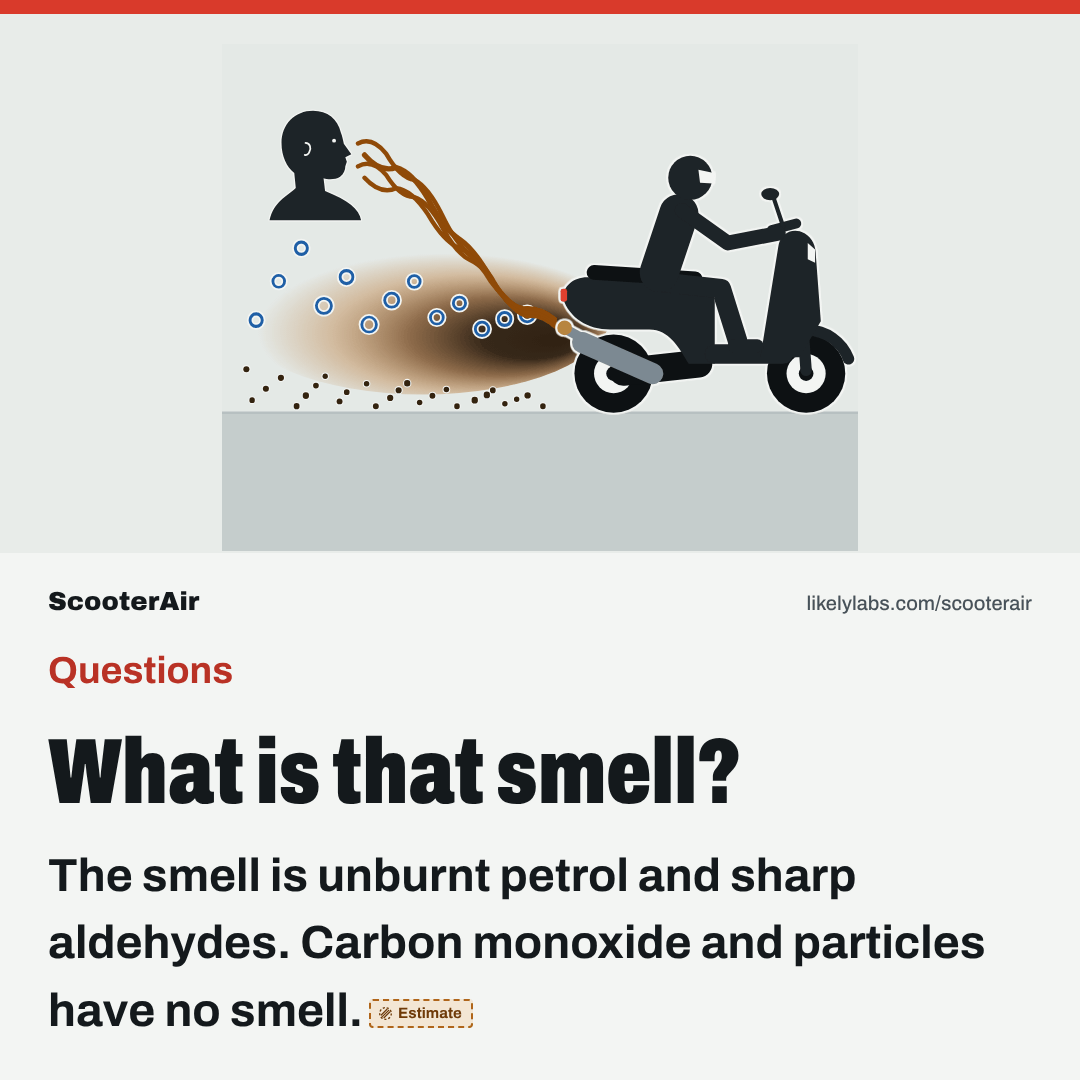 ScooterAir
likelylabs.com/scooterair
Questions
What is that smell?
The smell is unburnt petrol and sharp
aldehydes. Carbon monoxide and particles
have no smell. Estimate